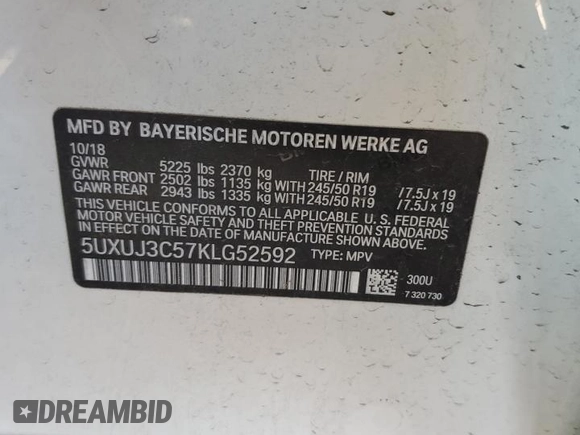 MFD BY BAYERISCHE MOTOREN WERKE AG
10/18
GVWR 5225 lbs 2370 kg TIRE / RIM
GAWR FRONT 2502 lbs 1135 kg WITH 245/50 R19 /7.5J x 19
GAWR REAR 2943 lbs 1335 kg WITH 245/50 R19 /7.5J x 19
THIS VEHICLE CONFORMS TO ALL APPLICABLE U. S. FEDERAL
MOTOR VEHICLE SAFETY, BUMPER, AND THEFT PREVENTION STANDARDS
IN EFFECT ON THE DATE OF MANUFACTURE SHOWN ABOVE.
5UXUJ3C57KLG52592 TYPE: MPV
300U
7 320 730
DREAMBID